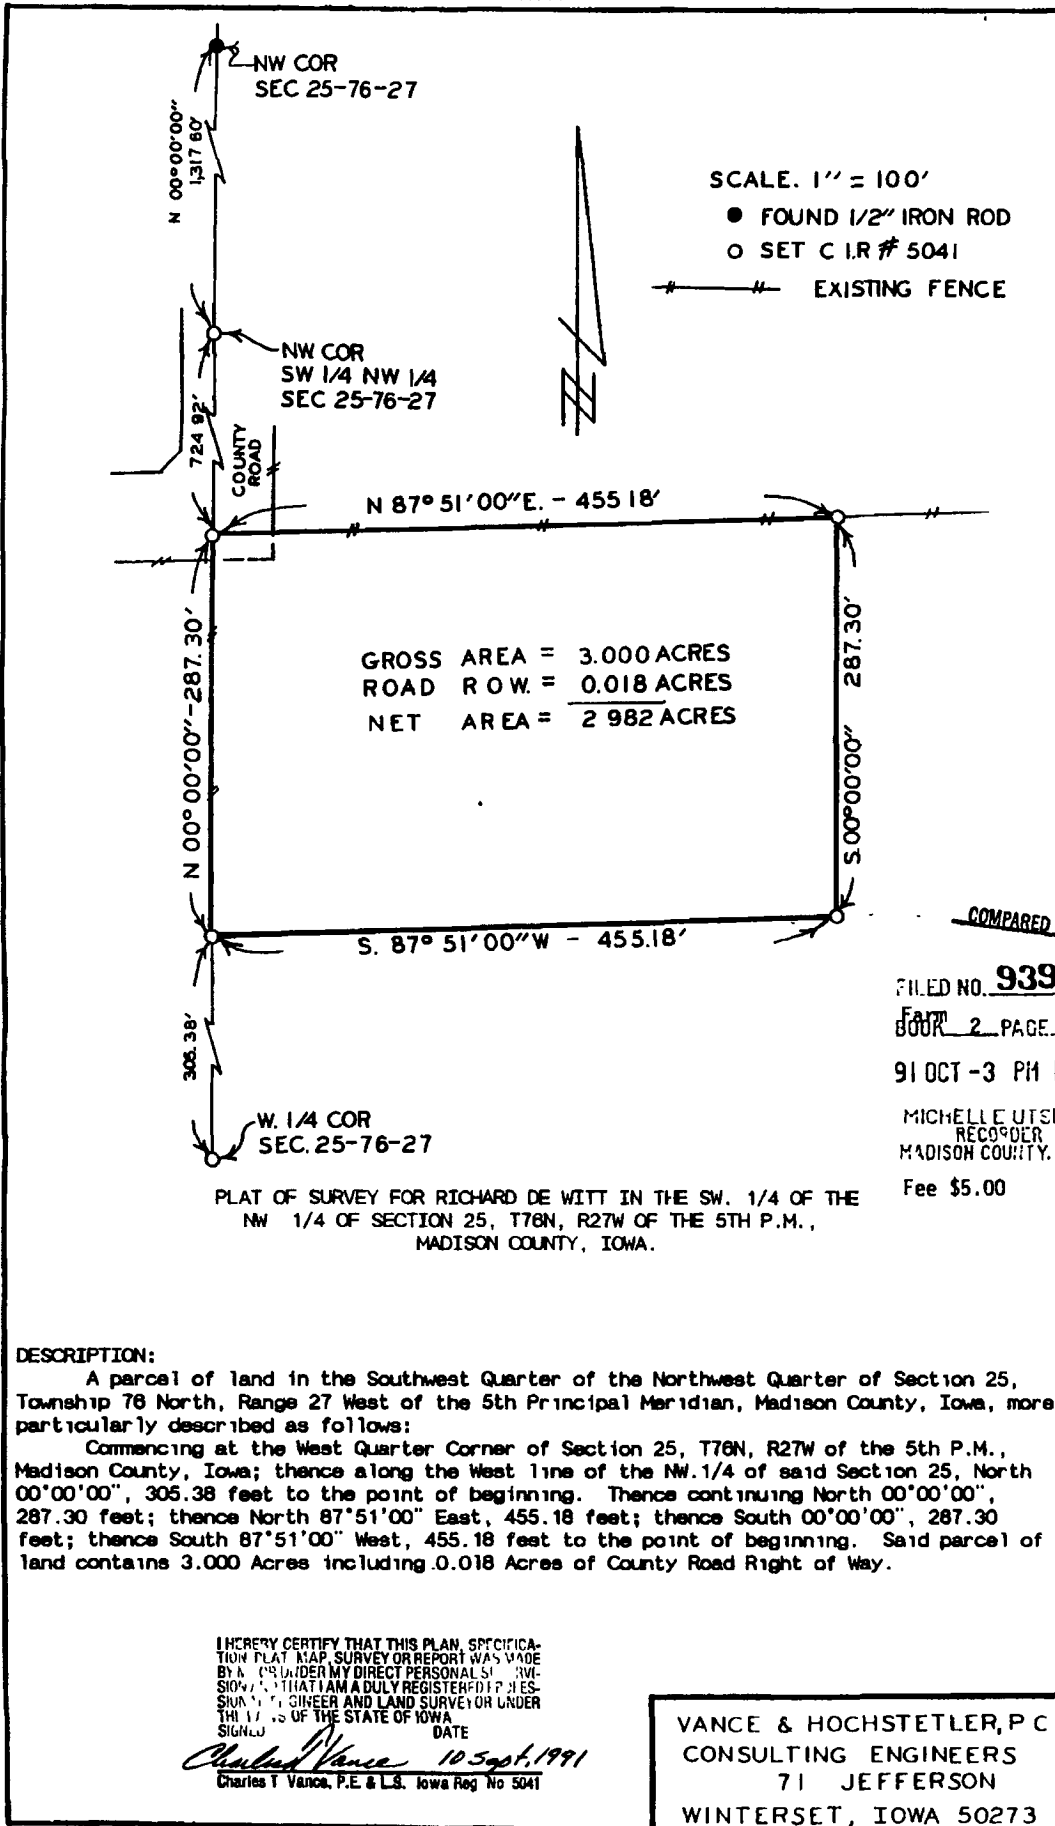 NW COR
SEC 25-76-27
N 00°00'00"
1,317 60'
SCALE. 1" = 100'
FOUND 1/2" IRON ROD
SET C I.R # 5041
EXISTING FENCE
NW COR
SW 1/4 NW 1/4
SEC 25-76-27
724 92'
COUNTY
ROAD
N 87° 51' 00" E. - 455 18'
N 00° 00' 00" - 287.30'
287.30'
S. 00°00'00"
GROSS AREA = 3.000 ACRES
ROAD R O W. = 0.018 ACRES
NET AREA = 2 982 ACRES
S. 87° 51' 00" W - 455.18'
305.38'
W. 1/4 COR
SEC. 25-76-27
COMPARED
FILED NO. 939
Farm
BOOK 2 PAGE
91 OCT -3 PM
MICHELLE UTS
RECORDER
MADISON COUNTY.
Fee $5.00
PLAT OF SURVEY FOR RICHARD DE WITT IN THE SW. 1/4 OF THE
NW 1/4 OF SECTION 25, T76N, R27W OF THE 5TH P.M.,
MADISON COUNTY, IOWA.
DESCRIPTION:
A parcel of land in the Southwest Quarter of the Northwest Quarter of Section 25,
Township 76 North, Range 27 West of the 5th Principal Meridian, Madison County, Iowa, more
particularly described as follows:
Commencing at the West Quarter Corner of Section 25, T76N, R27W of the 5th P.M.,
Madison County, Iowa; thence along the West line of the NW.1/4 of said Section 25, North
00°00'00", 305.38 feet to the point of beginning. Thence continuing North 00°00'00",
287.30 feet; thence North 87°51'00" East, 455.18 feet; thence South 00°00'00", 287.30
feet; thence South 87°51'00" West, 455.18 feet to the point of beginning. Said parcel of
land contains 3.000 Acres including 0.018 Acres of County Road Right of Way.
I HEREBY CERTIFY THAT THIS PLAN, SPECIFICA-
TION PLAT MAP, SURVEY OR REPORT WAS MADE
BY OR UNDER MY DIRECT PERSONAL
THAT I AM A DULY REGISTERED
AND LAND SURVEYOR UNDER
OF THE STATE OF IOWA
SIGNED DATE
Charles T Vance 10 Sept. 1991
Charles T Vance, P.E. & L.S. Iowa Reg No 5041
VANCE & HOCHSTETLER, P C
CONSULTING ENGINEERS
71 JEFFERSON
WINTERSET, IOWA 50273